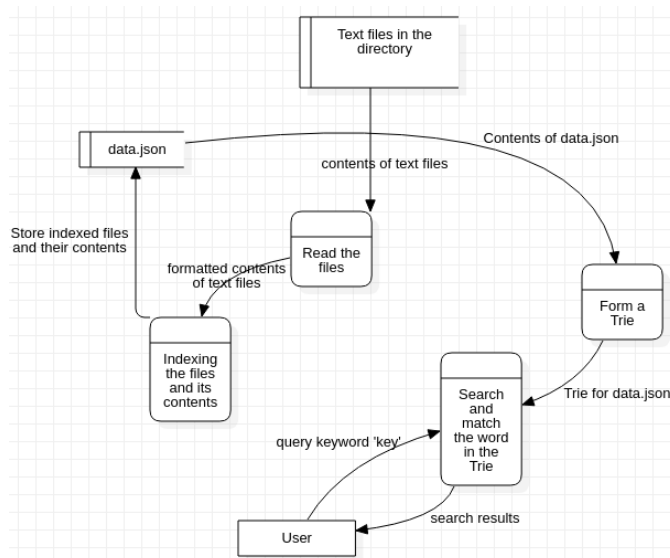 Text files in the
directory
data.json
Contents of data.json
contents of text files
Store indexed files
and their contents
Read the
files
formatted contents
of text files
Form a
Trie
Indexing
the files
and its
contents
Search
and
match
the word
in the
Trie
Trie for data.json
query keyword 'key'
search results
User